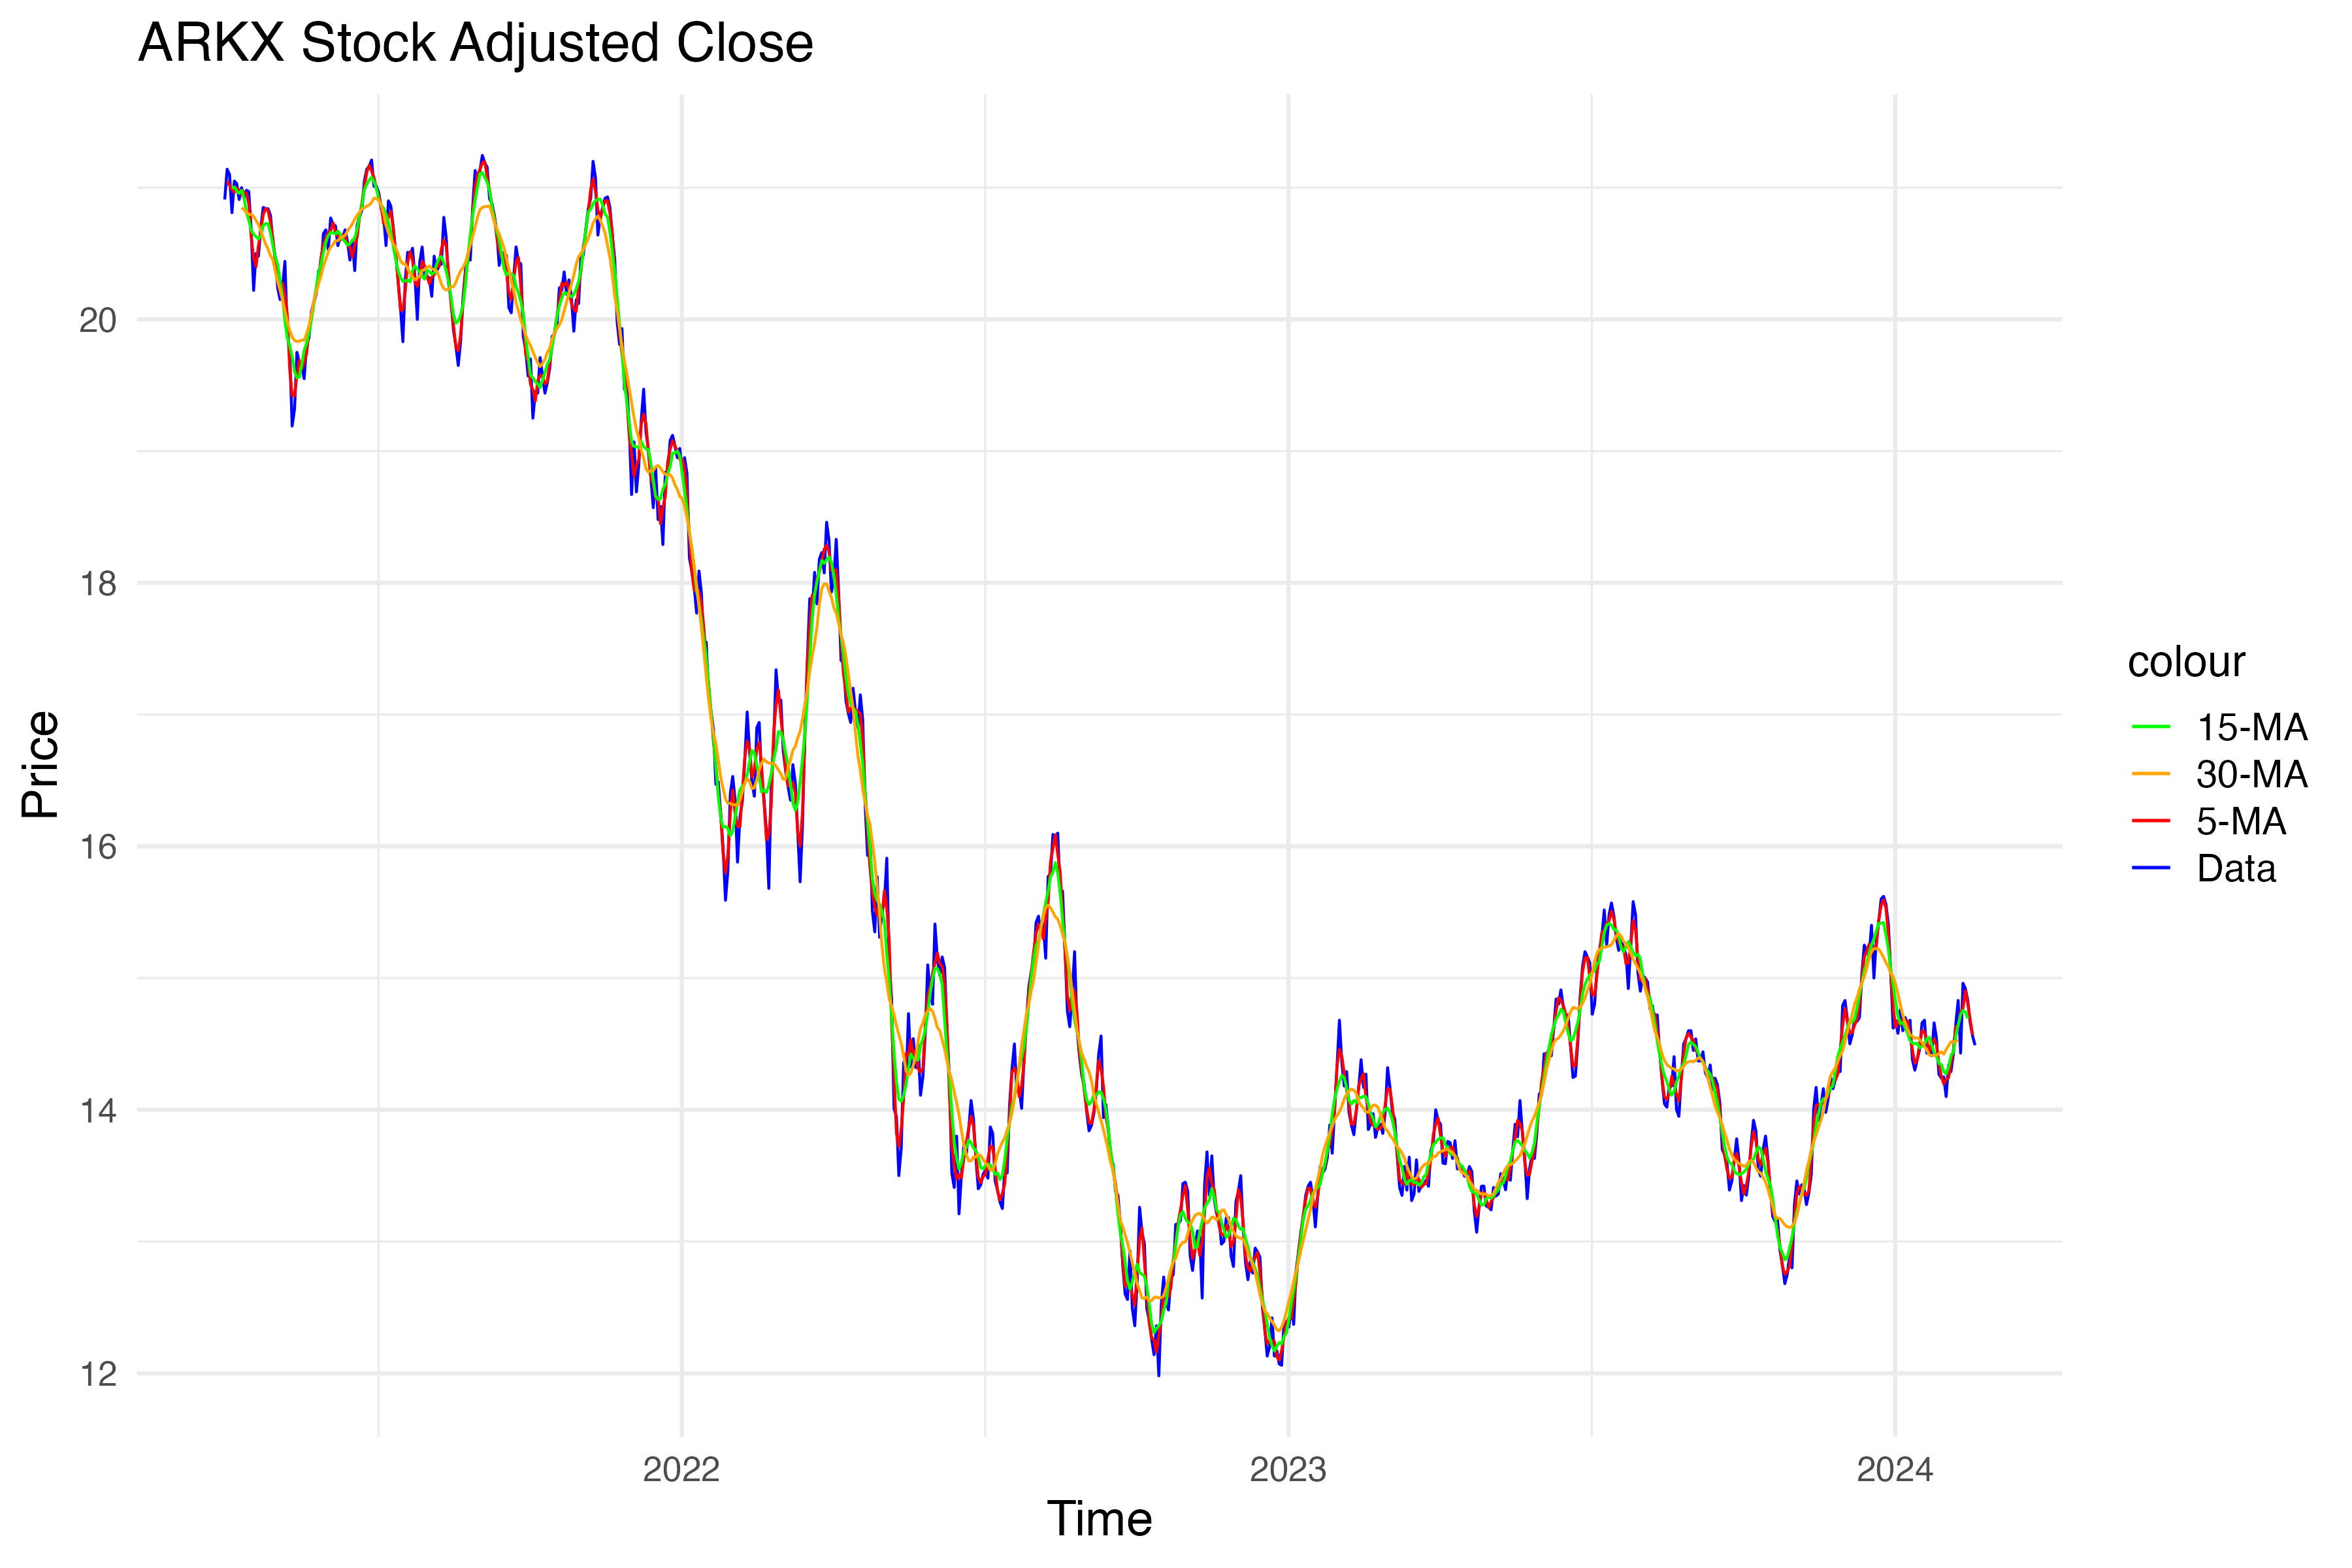 ARKX Stock Adjusted Close
Price
20
18
16
14
12
2022 2023 2024
Time
colour
15-MA
30-MA
5-MA
Data